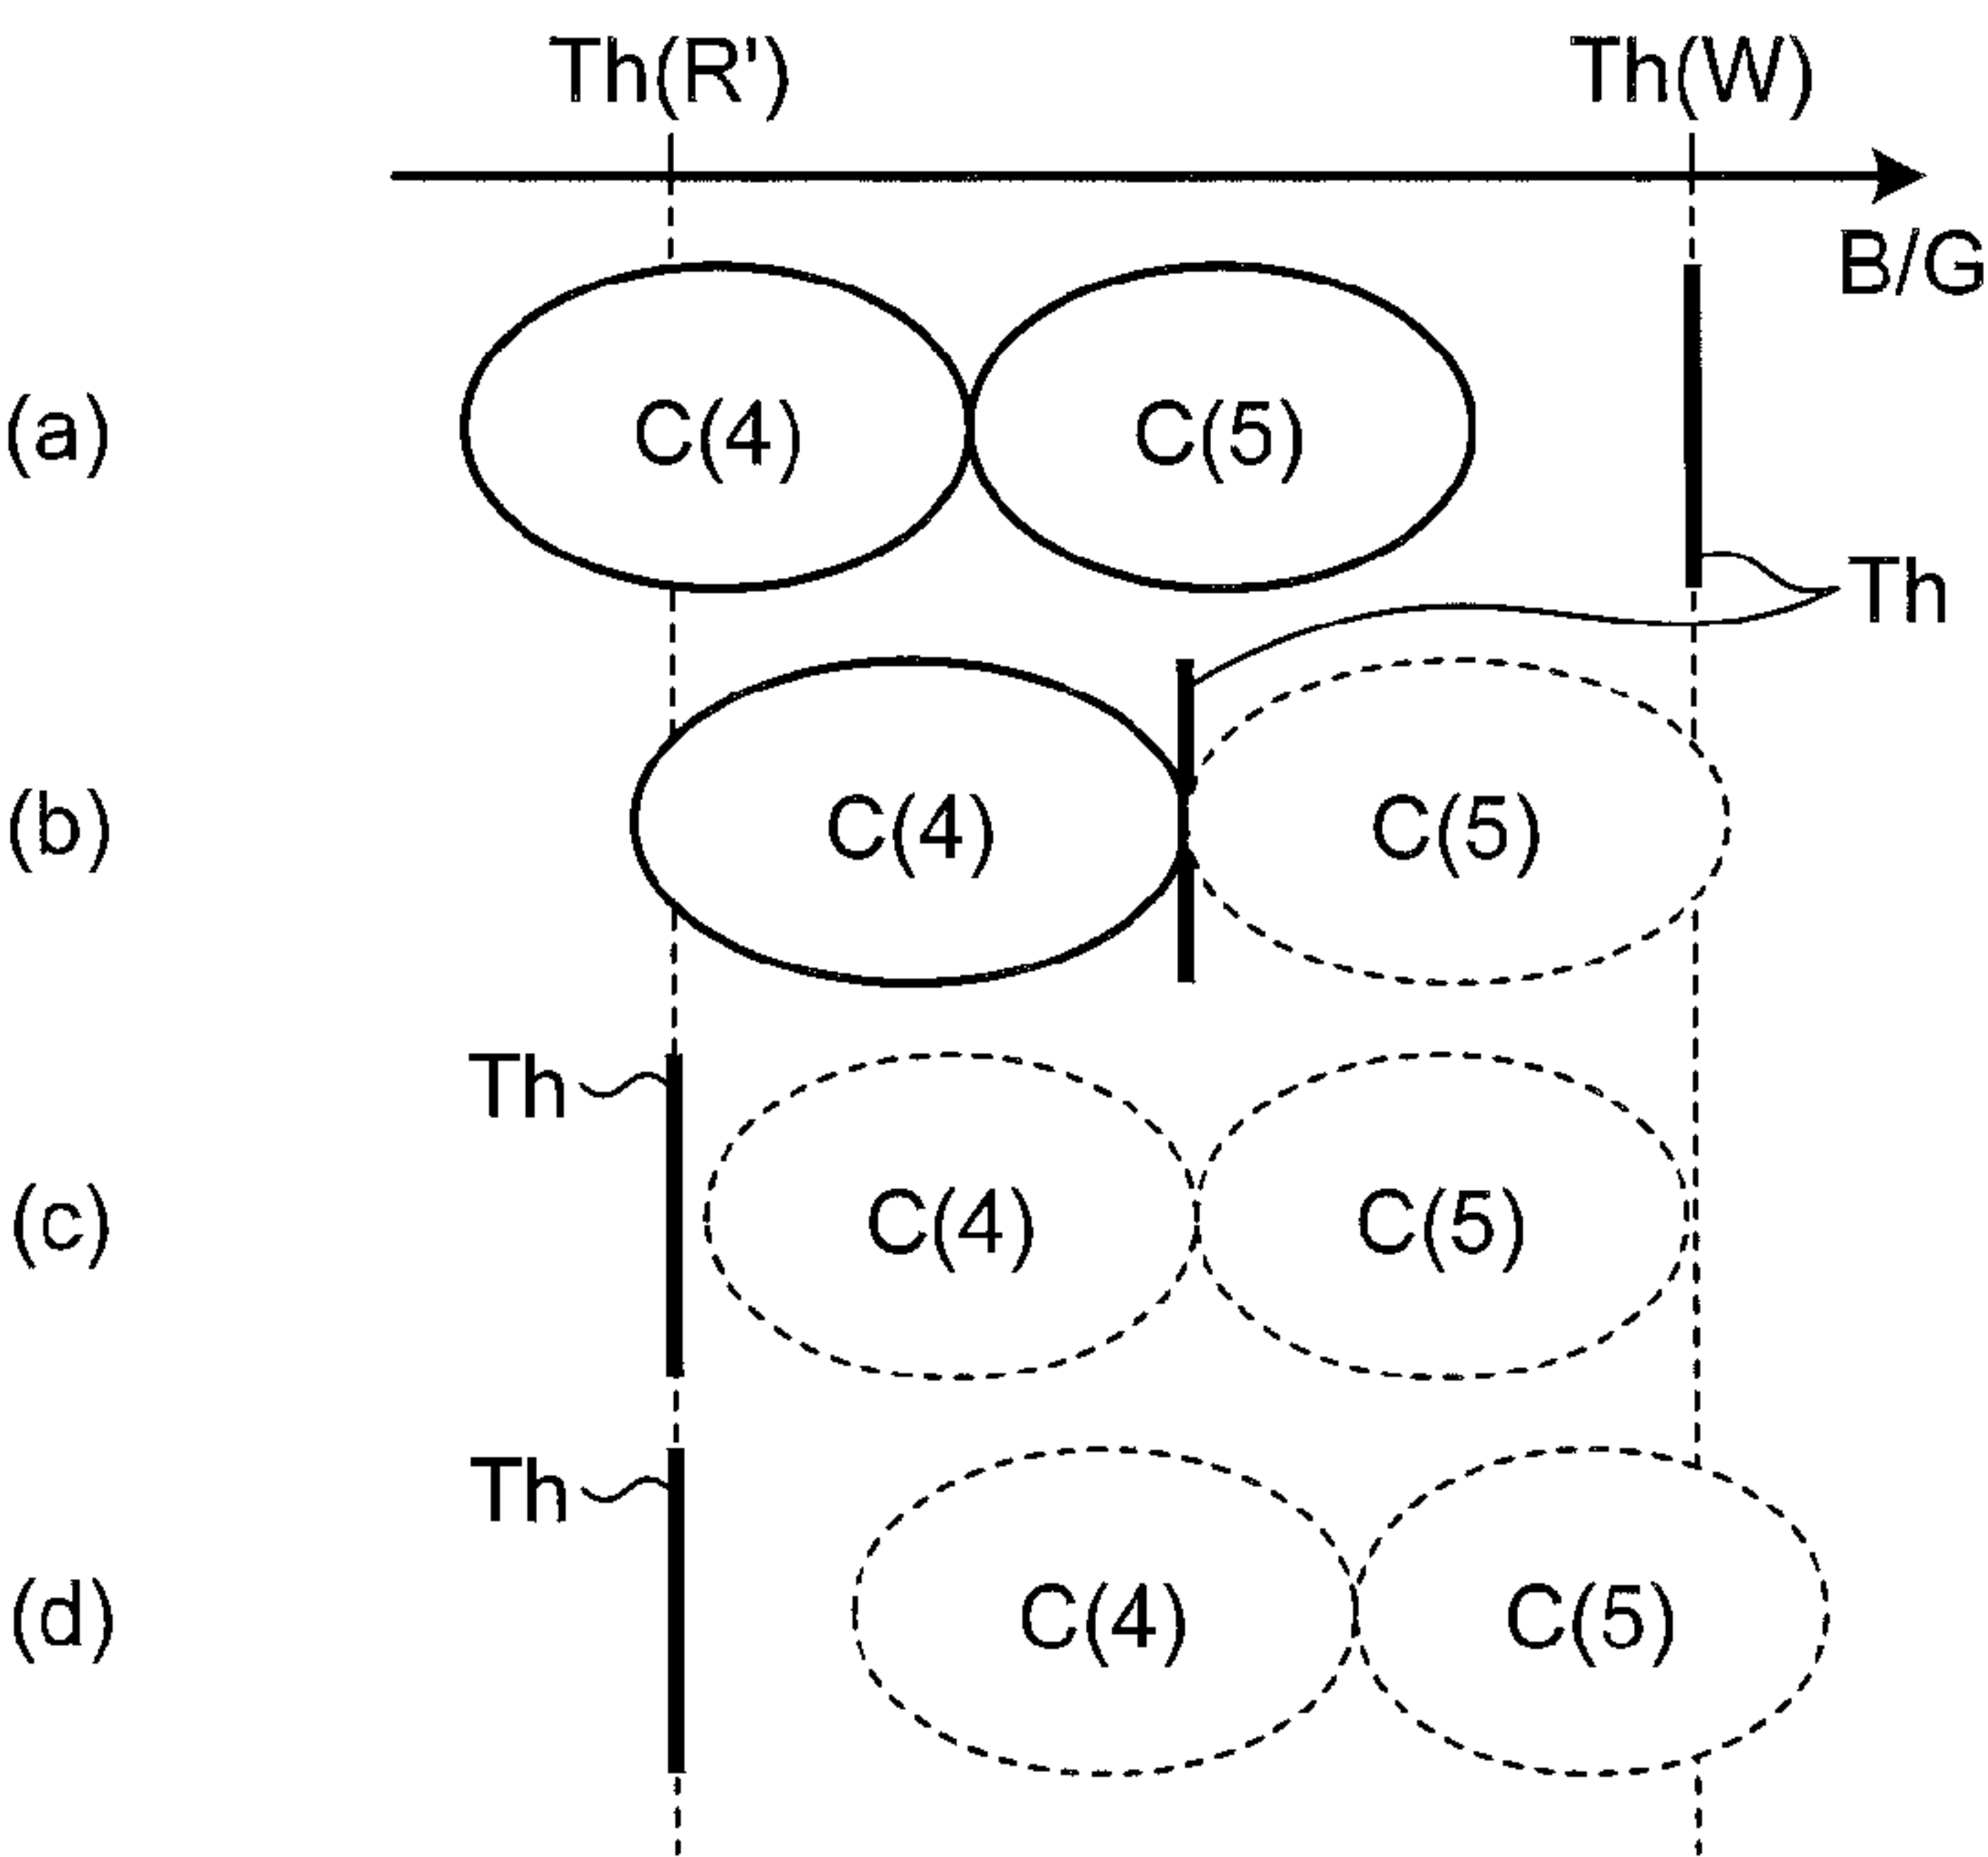 Th(R') Th(W)
B/G
(a) C(4) C(5)
Th
(b) C(4) C(5)
Th
(c) C(4) C(5)
Th
(d) C(4) C(5)